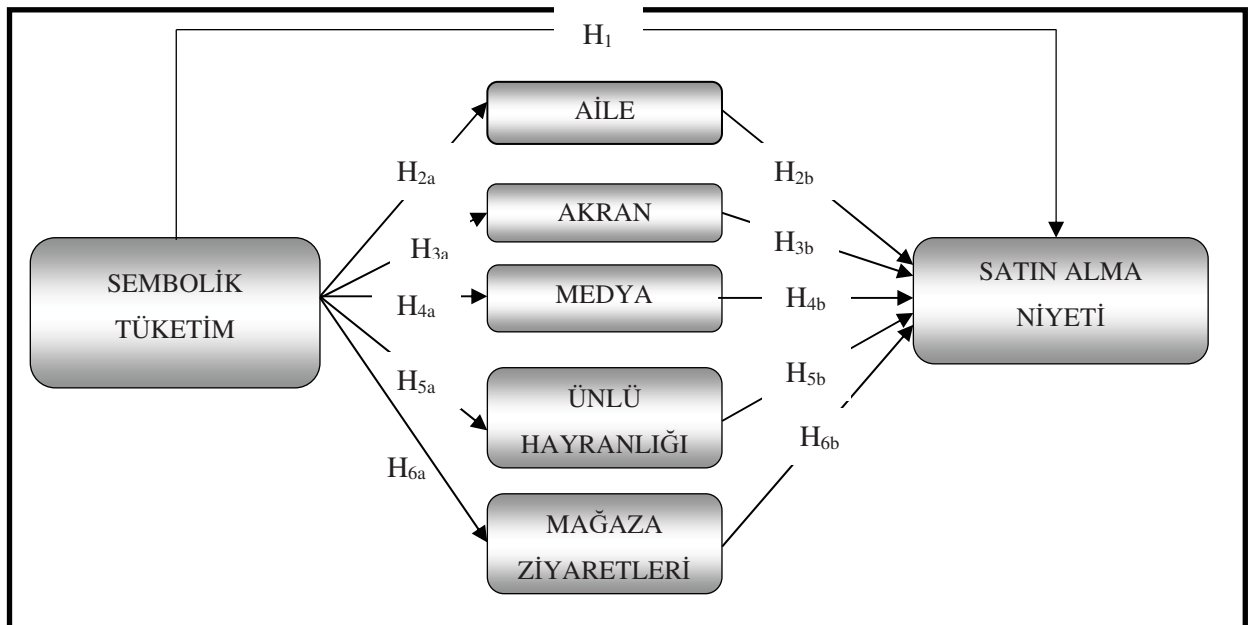 H1
AİLE
H2a
H2b
AKRAN
H3a
H3b
SEMBOLİK
TÜKETİM
MEDYA
H4a
H4b
SATIN ALMA
NİYETİ
H5a
H5b
ÜNLÜ
HAYRANLIĞI
H6a
H6b
MAĞAZA
ZİYARETLERİ